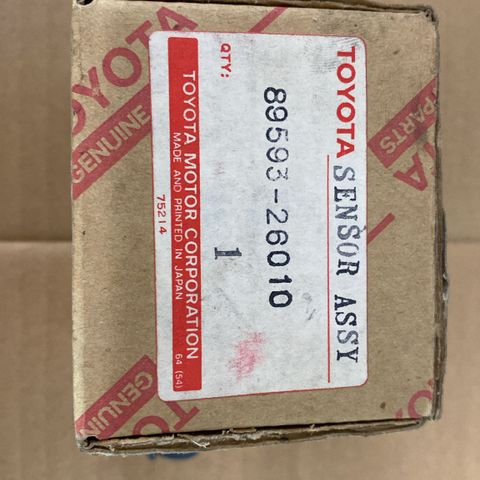 TOYOTA SENSOR ASSY
89593-26010
QTY: 1
TOYOTA MOTOR CORPORATION 64 (54)
MADE AND PRINTED IN JAPAN
75214
TOYOTA
GENUINE
PARTS
TOYOTA
GENUINE